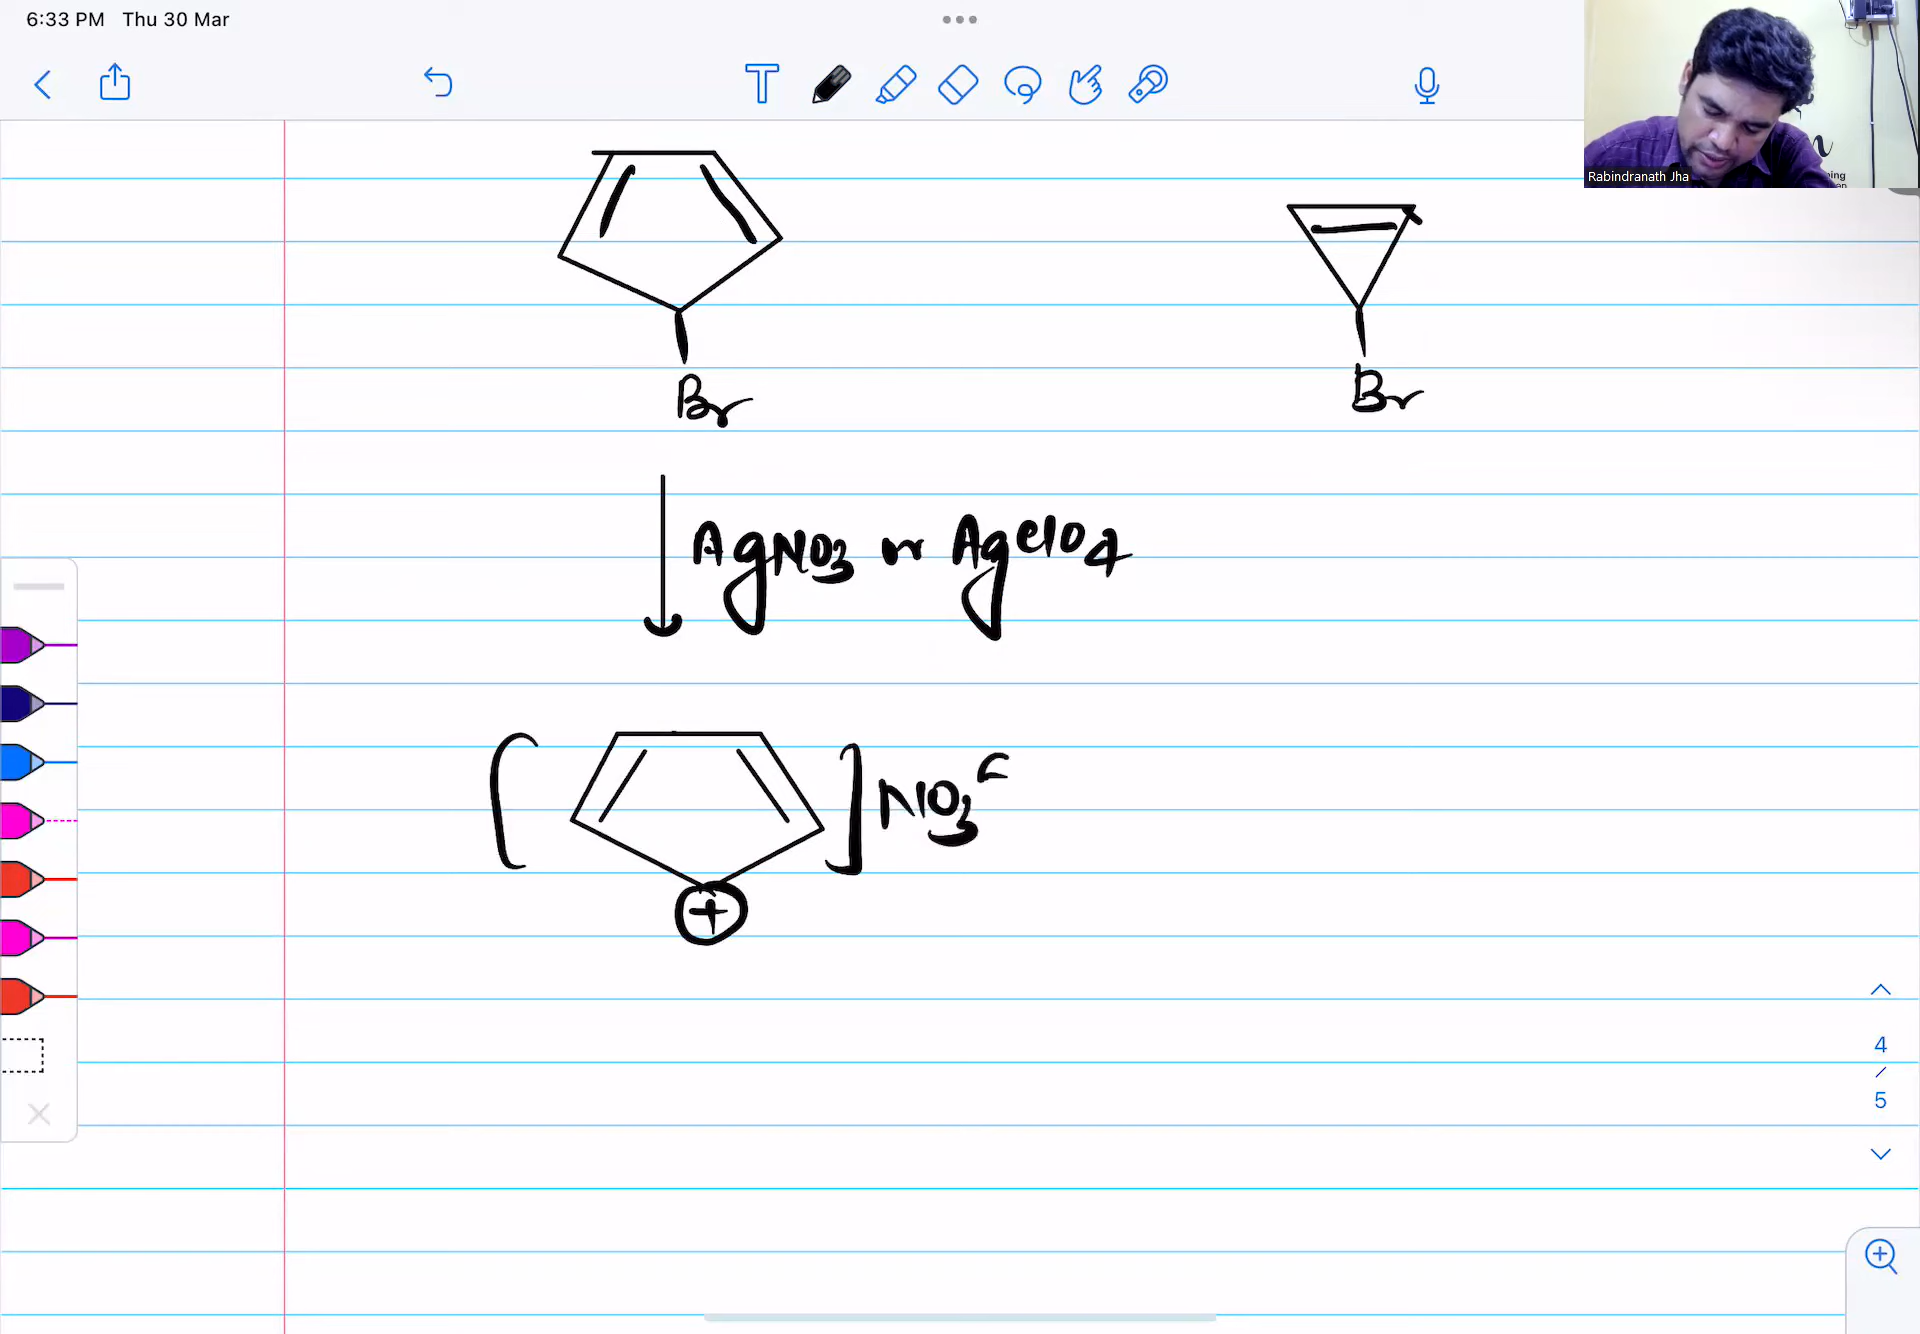 6:33 PM Thu 30 Mar
Rabindranath Jha
Br
Br
AgNO3 or AgClO4
[ + ] NO3
4
/
5